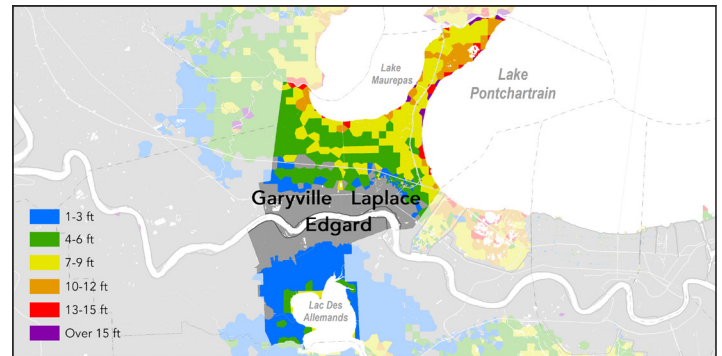 Lake
Maurepas
Lake
Pontchartrain
Garyville Laplace
Edgard
1-3 ft
4-6 ft
7-9 ft
10-12 ft
13-15 ft
Over 15 ft
Lac Des
Allemands